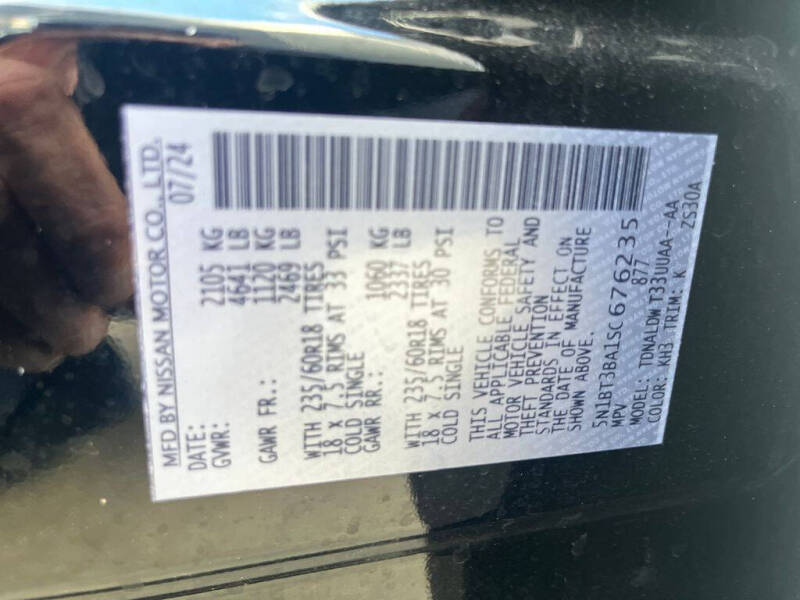 MFD BY NISSAN MOTOR CO., LTD.
DATE: 07/24
GVWR: 2105 KG
4641 LB
GAWR FR.: 1120 KG
2469 LB
WITH 235/60R18 TIRES
18 X 7.5 RIMS AT 33 PSI
COLD SINGLE
GAWR RR.: 1060 KG
2337 LB
WITH 235/60R18 TIRES
18 X 7.5 RIMS AT 30 PSI
COLD SINGLE
THIS VEHICLE CONFORMS TO
ALL APPLICABLE FEDERAL
MOTOR VEHICLE SAFETY AND
THEFT PREVENTION
STANDARDS IN EFFECT ON
THE DATE OF MANUFACTURE
SHOWN ABOVE.
5N1BT3BA1SC676235
MPV 877
MODEL: TDNALDWT33UUAA--AA
COLOR: KH3 TRIM: K ZS30A